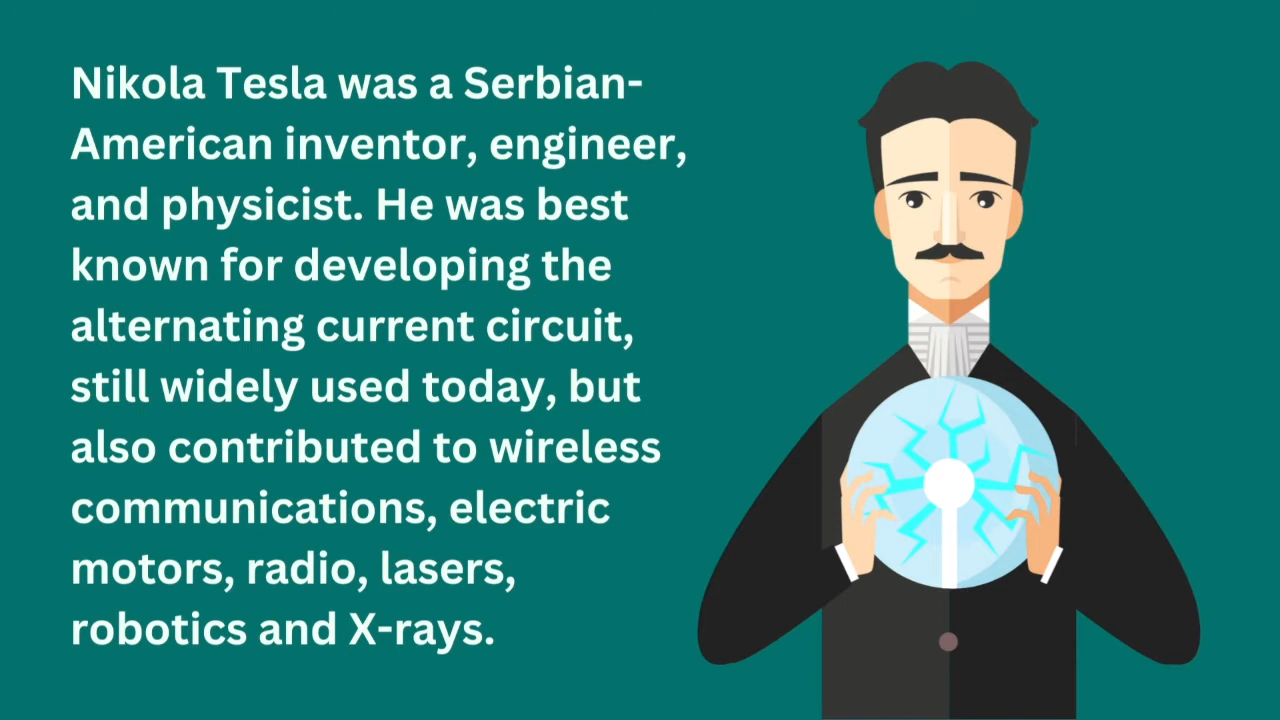 Nikola Tesla was a Serbian-
American inventor, engineer,
and physicist. He was best
known for developing the
alternating current circuit,
still widely used today, but
also contributed to wireless
communications, electric
motors, radio, lasers,
robotics and X-rays.